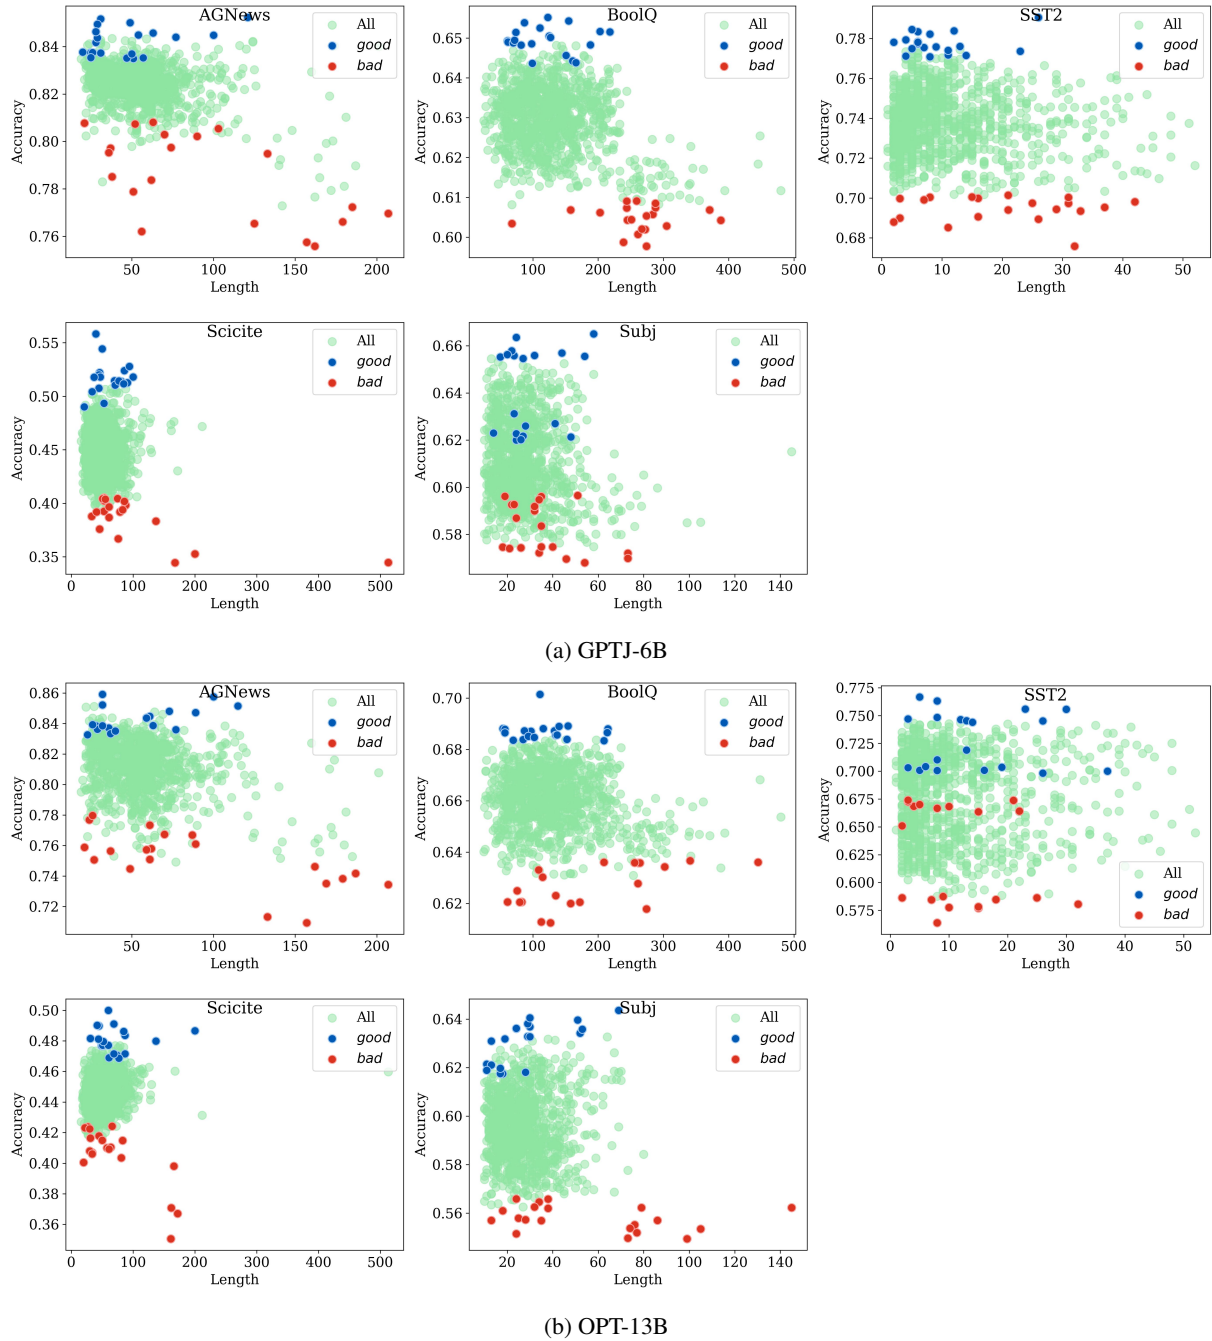 AGNews
All
good
bad
0.84
0.82
0.80
0.78
0.76
Accuracy
50 100 150 200
Length
BoolQ
All
good
bad
0.65
0.64
0.63
0.62
0.61
0.60
Accuracy
100 200 300 400 500
Length
SST2
All
good
bad
0.78
0.76
0.74
0.72
0.70
0.68
Accuracy
0 10 20 30 40 50
Length
Scicite
All
good
bad
0.55
0.50
0.45
0.40
0.35
Accuracy
0 100 200 300 400 500
Length
Subj
All
good
bad
0.66
0.64
0.62
0.60
0.58
Accuracy
20 40 60 80 100 120 140
Length
(a) GPTJ-6B
AGNews
All
good
bad
0.86
0.84
0.82
0.80
0.78
0.76
0.74
0.72
Accuracy
50 100 150 200
Length
BoolQ
All
good
bad
0.70
0.68
0.66
0.64
0.62
Accuracy
100 200 300 400 500
Length
SST2
0.775
0.750
0.725
0.700
0.675
0.650
0.625
0.600
0.575
Accuracy
All
good
bad
0 10 20 30 40 50
Length
Scicite
All
good
bad
0.50
0.48
0.46
0.44
0.42
0.40
0.38
0.36
Accuracy
0 100 200 300 400 500
Length
Subj
All
good
bad
0.64
0.62
0.60
0.58
0.56
Accuracy
20 40 60 80 100 120 140
Length
(b) OPT-13B